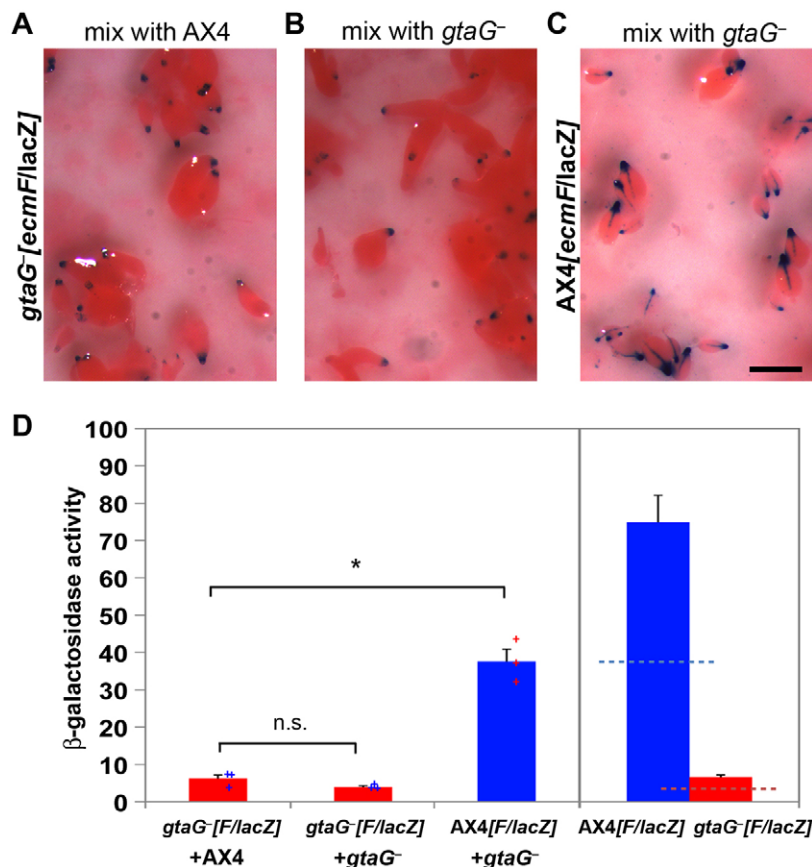 A mix with AX4 B mix with gtaG– C mix with gtaG–
gtaG–[ecmF/lacZ]
AX4[ecmF/lacZ]
D
β-galactosidase activity
100
90
80
70
60
50
40
30
20
10
0
*
n.s.
gtaG–[F/lacZ] gtaG–[F/lacZ] AX4[F/lacZ] AX4[F/lacZ] gtaG–[F/lacZ]
+AX4 +gtaG– +gtaG–